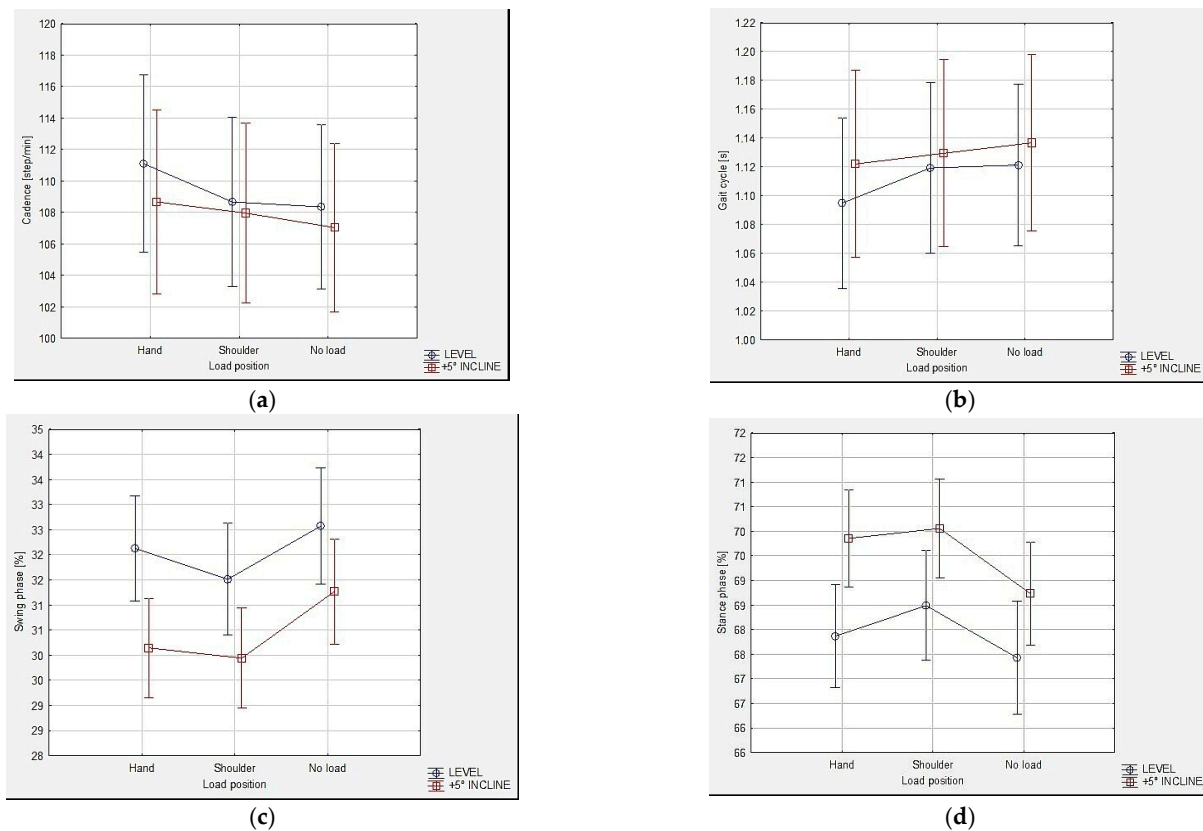 120
118
116
114
112
110
108
106
104
102
100
Cadence [step/min]
Hand Shoulder No load
Load position
LEVEL
+5° INCLINE
(a)
1.22
1.20
1.18
1.16
1.14
1.12
1.10
1.08
1.06
1.04
1.02
1.00
Gait cycle [s]
Hand Shoulder No load
Load position
LEVEL
+5° INCLINE
(b)
35
34
34
33
33
32
32
31
31
30
30
29
29
28
Swing phase [%]
Hand Shoulder No load
Load position
LEVEL
+5° INCLINE
(c)
72
72
71
71
70
70
69
69
68
68
67
67
66
66
Stance phase [%]
Hand Shoulder No load
Load position
LEVEL
+5° INCLINE
(d)